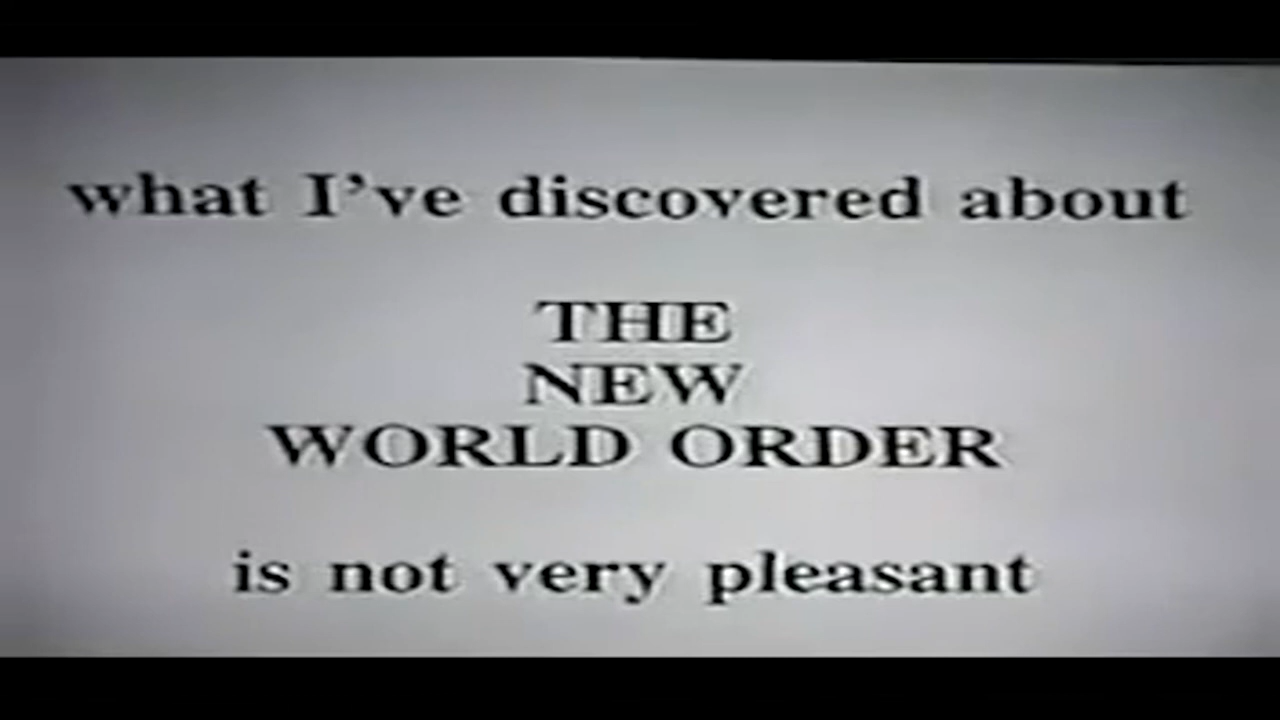 what I've discovered about
THE
NEW
WORLD ORDER
is not very pleasant